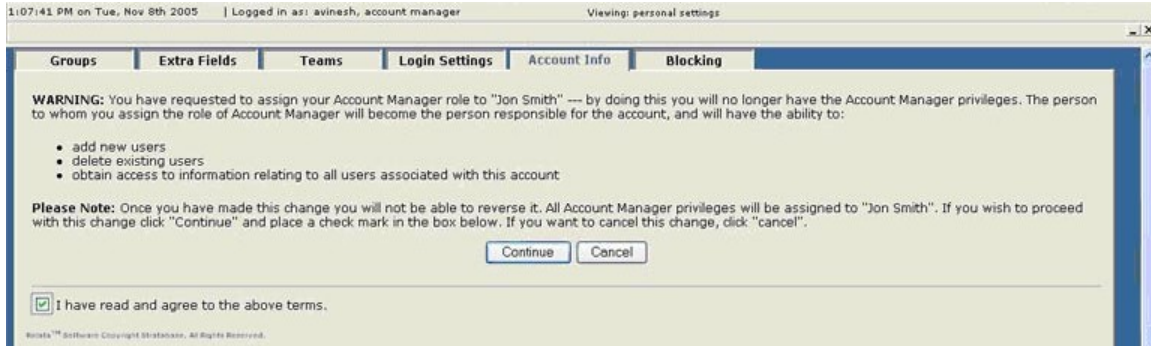 1:07:41 PM on Tue, Nov 8th 2005 | Logged in as: avinesh, account manager Viewing: personal settings
Groups Extra Fields Teams Login Settings Account Info Blocking
WARNING: You have requested to assign your Account Manager role to "Jon Smith" --- by doing this you will no longer have the Account Manager privileges. The person
to whom you assign the role of Account Manager will become the person responsible for the account, and will have the ability to:
• add new users
• delete existing users
• obtain access to information relating to all users associated with this account
Please Note: Once you have made this change you will not be able to reverse it. All Account Manager privileges will be assigned to "Jon Smith". If you wish to proceed
with this change click "Continue" and place a check mark in the box below. If you want to cancel this change, click "cancel".
Continue Cancel
I have read and agree to the above terms.
Software Copyright Stratabase. All Rights Reserved.